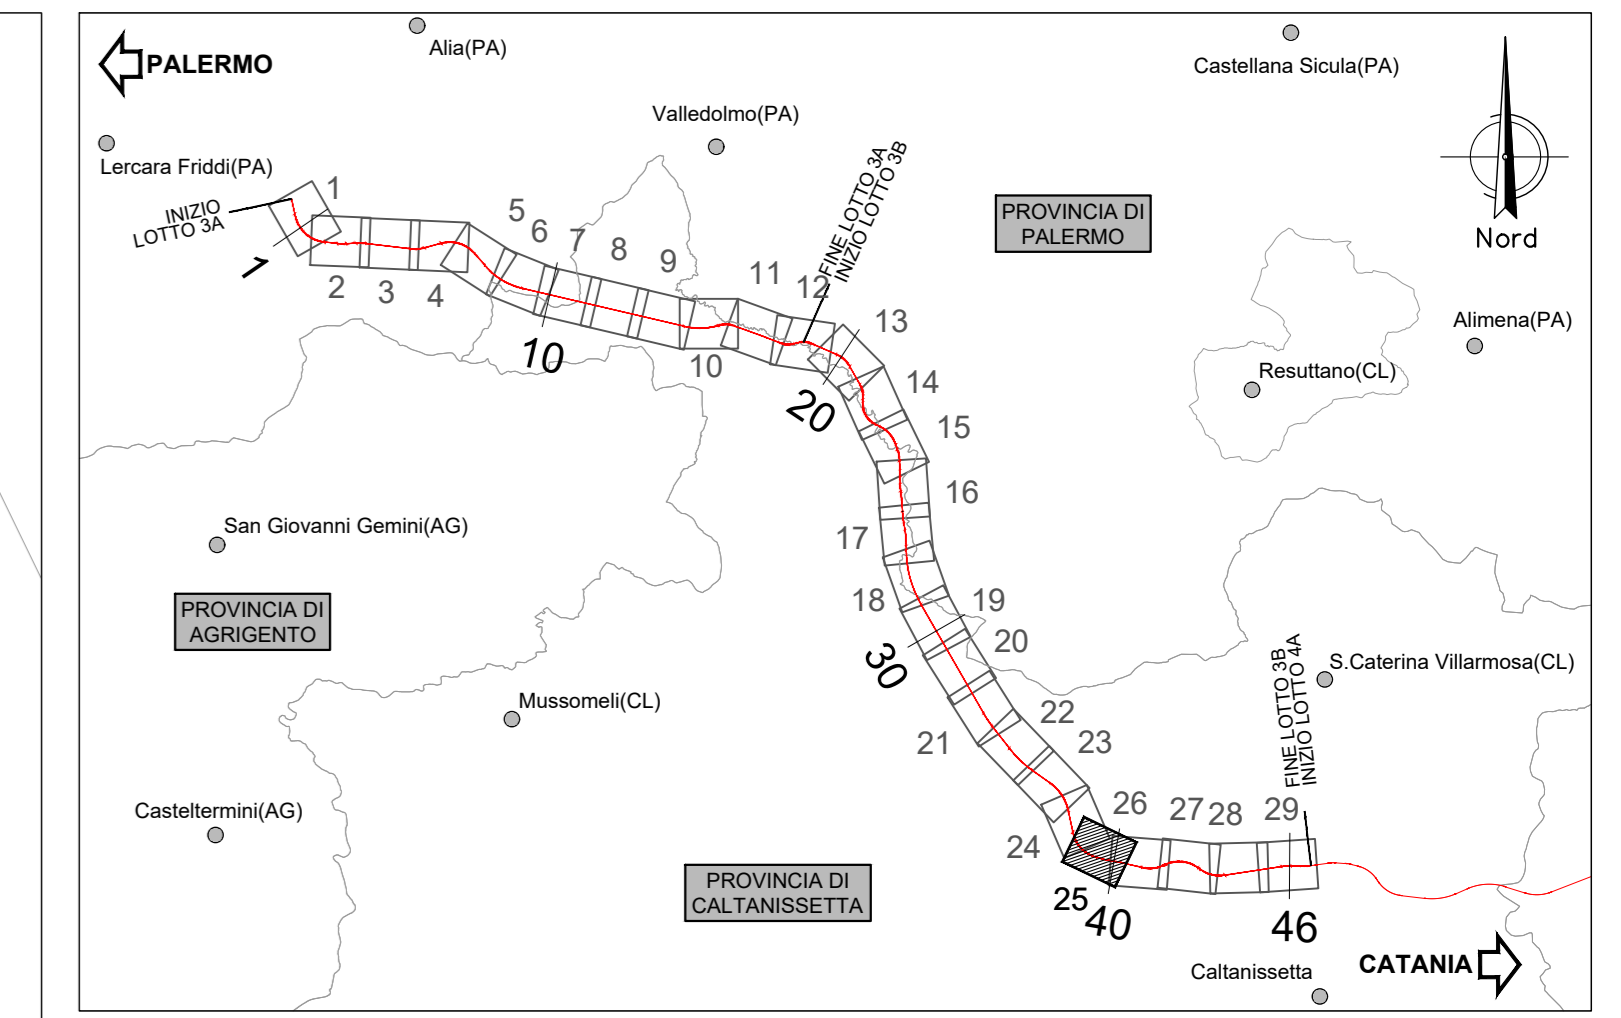 PALERMO
Alia(PA)
Castellana Sicula(PA)
Valledolmo(PA)
Lercara Friddi(PA)
Nord
INIZIO
LOTTO 3A
FINE LOTTO 3A
INIZIO LOTTO 3B
PROVINCIA DI
PALERMO
1
1
2
3
4
5
6
7
8
9
10
10
11
12
13
20
14
15
Alimena(PA)
Resuttano(CL)
16
17
San Giovanni Gemini(AG)
PROVINCIA DI
AGRIGENTO
18
19
20
30
S.Caterina Villarmosa(CL)
FINE LOTTO 3B
INIZIO LOTTO 4A
Mussomeli(CL)
21
22
23
Casteltermini(AG)
24
25
40
26
27
28
29
46
PROVINCIA DI
CALTANISSETTA
Caltanissetta
CATANIA